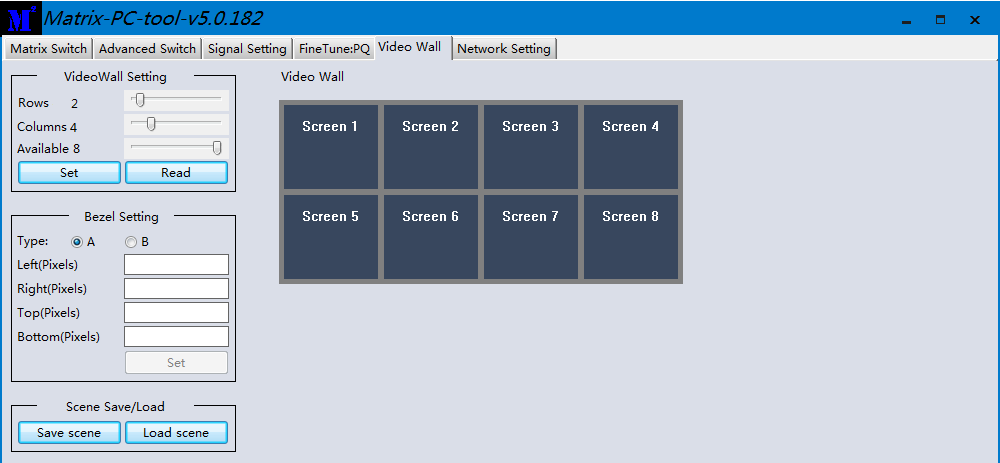 M Matrix-PC-tool-v5.0.182
Matrix Switch Advanced Switch Signal Setting FineTune:PQ Video Wall Network Setting
VideoWall Setting
Rows 2
Columns 4
Available 8
Set Read
Bezel Setting
Type: A B
Left(Pixels)
Right(Pixels)
Top(Pixels)
Bottom(Pixels)
Set
Scene Save/Load
Save scene Load scene
Video Wall
Screen 1 Screen 2 Screen 3 Screen 4
Screen 5 Screen 6 Screen 7 Screen 8